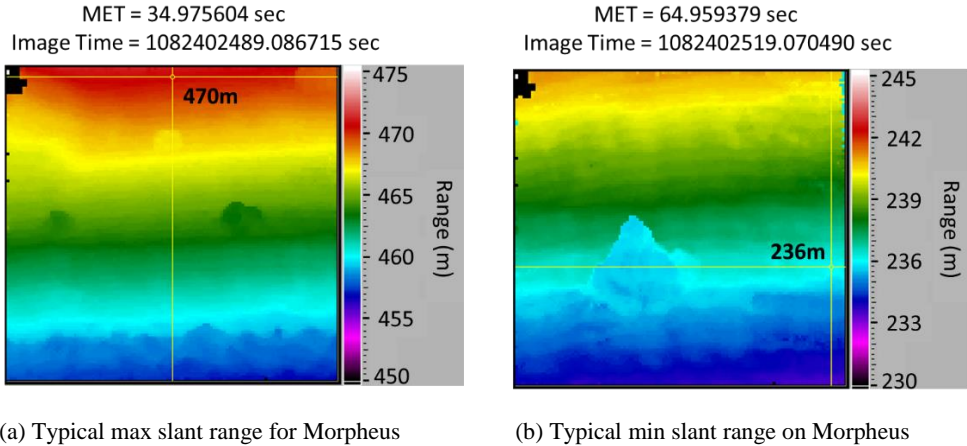 MET = 34.975604 sec
Image Time = 1082402489.086715 sec
470m
475
470
465
460
455
450
Range (m)
(a) Typical max slant range for Morpheus
MET = 64.959379 sec
Image Time = 1082402519.070490 sec
236m
245
242
239
236
233
230
Range (m)
(b) Typical min slant range on Morpheus